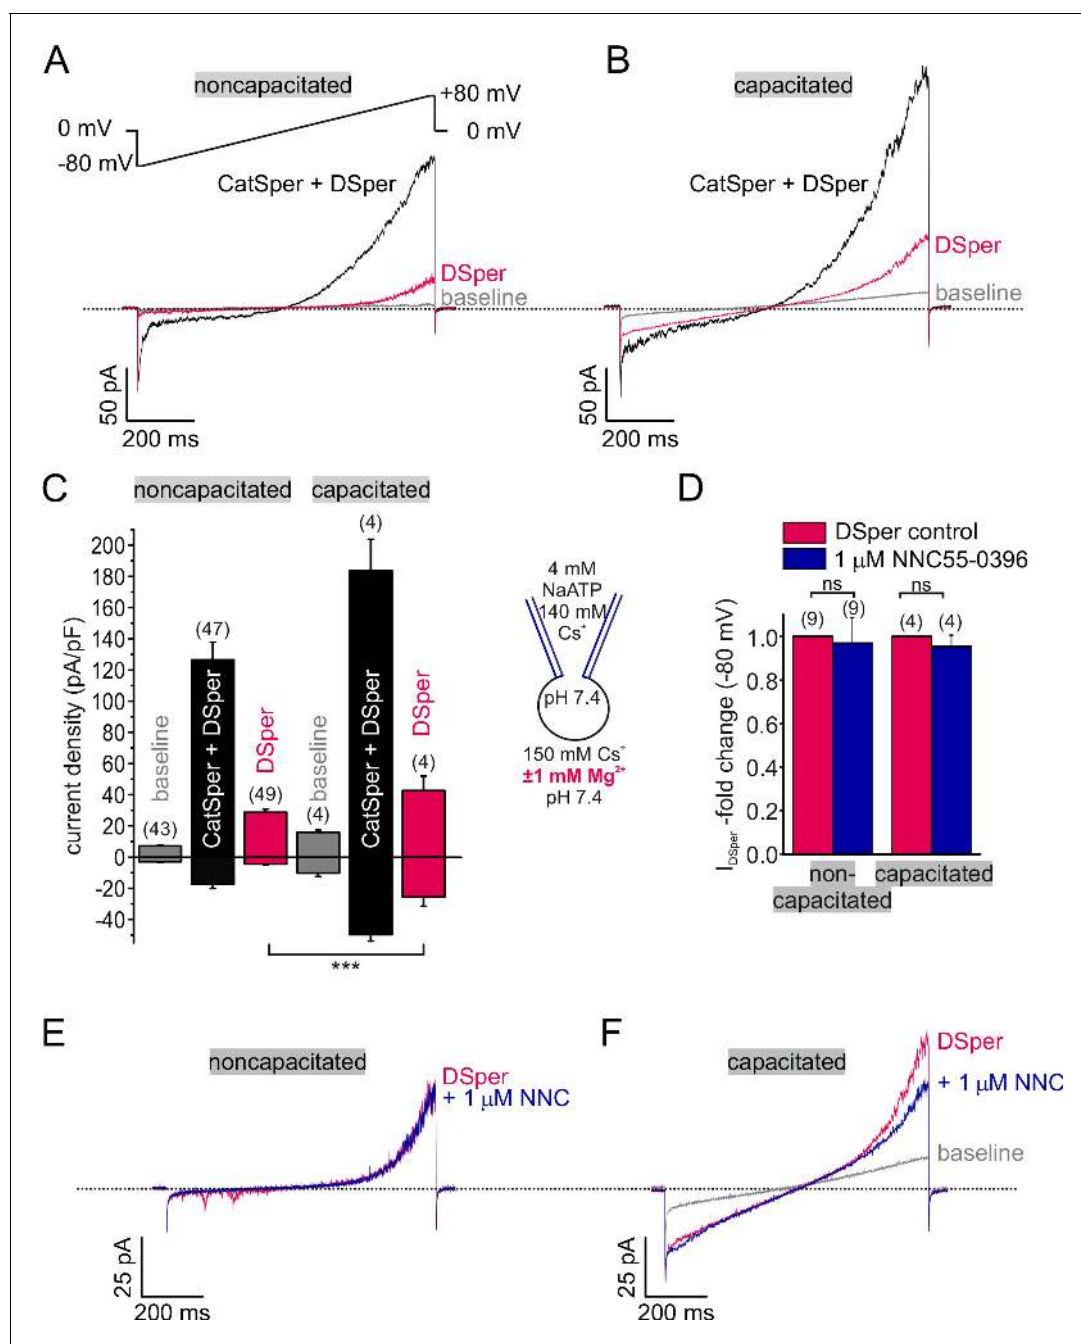 A
noncapacitated
+80 mV
0 mV
0 mV
-80 mV
CatSper + DSper
DSper
baseline
50 pA
200 ms
B
capacitated
CatSper + DSper
DSper
baseline
50 pA
200 ms
C
noncapacitated
capacitated
current density (pA/pF)
200
180
160
140
120
100
80
60
40
20
0
-20
-40
baseline
(43)
(47)
CatSper + DSper
DSper
(49)
baseline
(4)
(4)
CatSper + DSper
DSper
(4)
***
4 mM
NaATP
140 mM
Cs⁺
pH 7.4
150 mM Cs⁺
±1 mM Mg²⁺
pH 7.4
D
DSper control
1 µM NNC55-0396
I_DSper -fold change (-80 mV)
1.0
0.8
0.6
0.4
0.2
0.0
ns
(9)
(9)
ns
(4)
(4)
non-
capacitated
capacitated
E
noncapacitated
DSper
+ 1 µM NNC
25 pA
200 ms
F
capacitated
DSper
+ 1 µM NNC
baseline
25 pA
200 ms